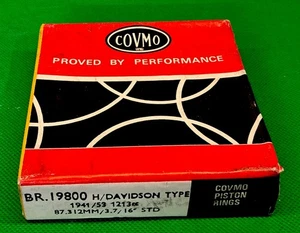 COVMO
PROVED BY PERFORMANCE
BR.19800 H/DAVIDSON TYPE
1941/53 1213cc
87.312MM/3.7/16" STD
COVMO
PISTON
RINGS